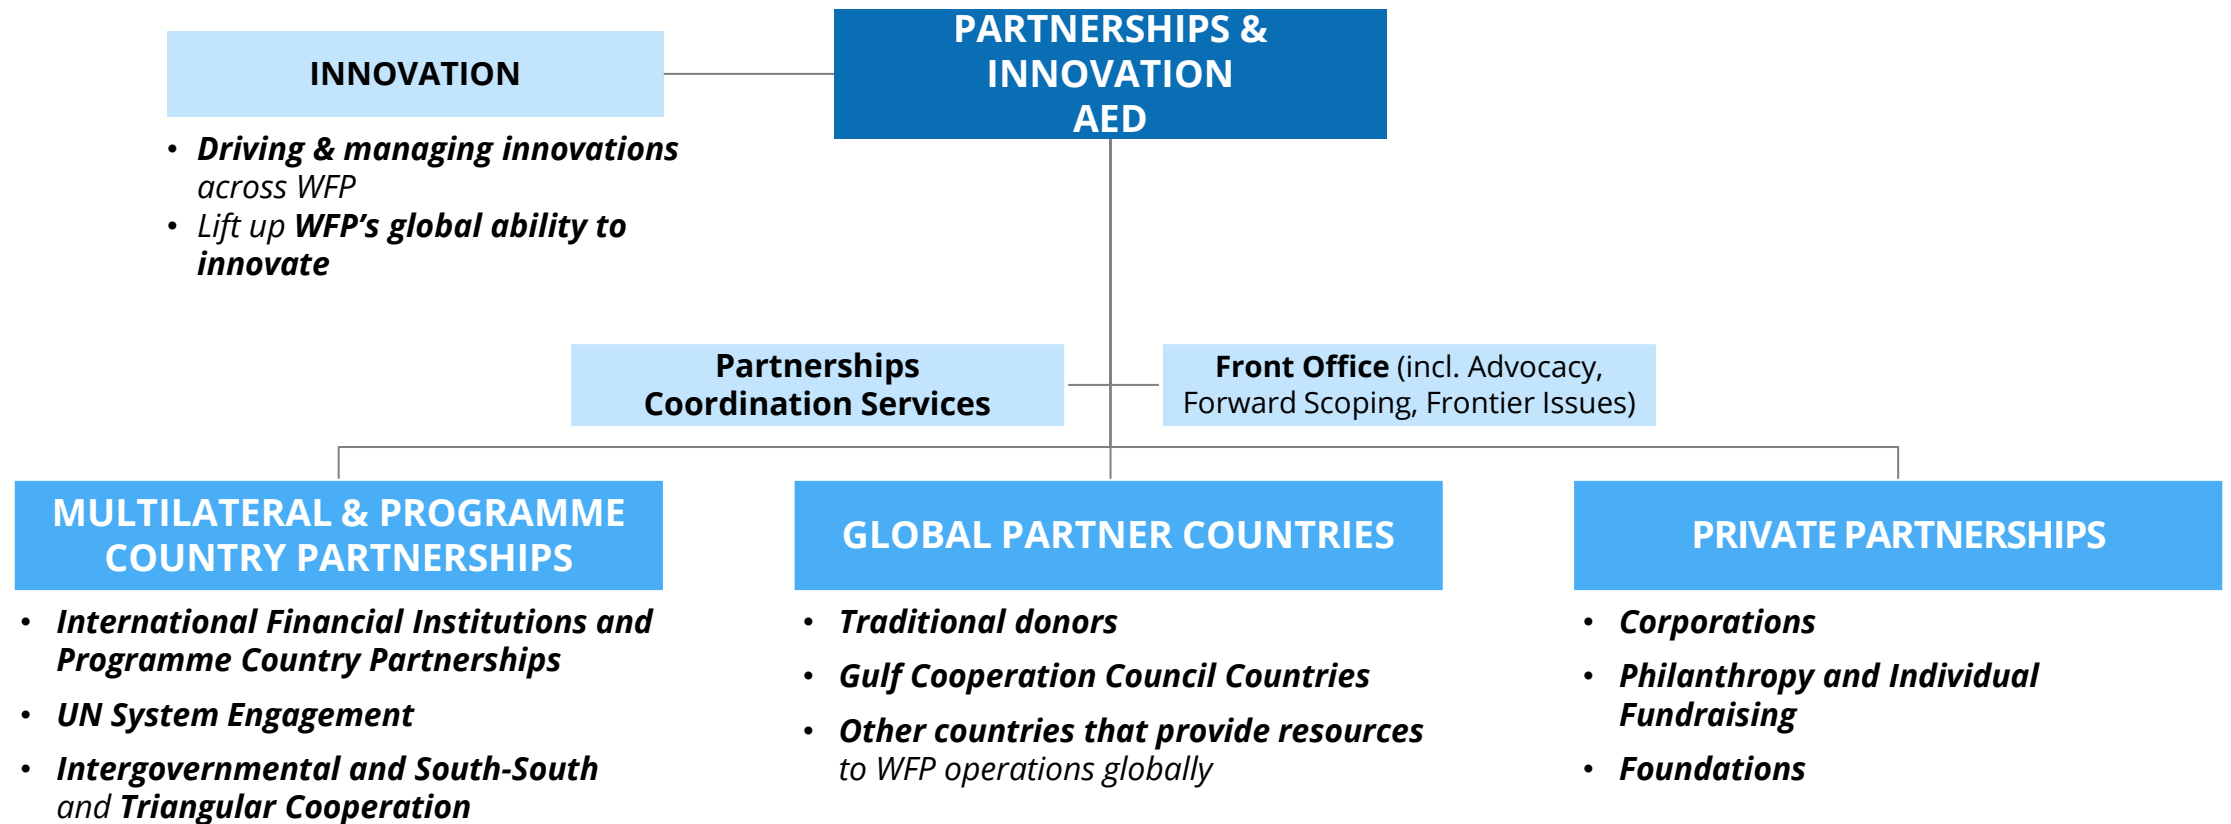 PARTNERSHIPS &
INNOVATION
AED
INNOVATION
• Driving & managing innovations
across WFP
• Lift up WFP’s global ability to
innovate
Partnerships
Coordination Services
Front Office (incl. Advocacy,
Forward Scoping, Frontier Issues)
MULTILATERAL & PROGRAMME
COUNTRY PARTNERSHIPS
• International Financial Institutions and
Programme Country Partnerships
• UN System Engagement
• Intergovernmental and South-South
and Triangular Cooperation
GLOBAL PARTNER COUNTRIES
• Traditional donors
• Gulf Cooperation Council Countries
• Other countries that provide resources
to WFP operations globally
PRIVATE PARTNERSHIPS
• Corporations
• Philanthropy and Individual
Fundraising
• Foundations